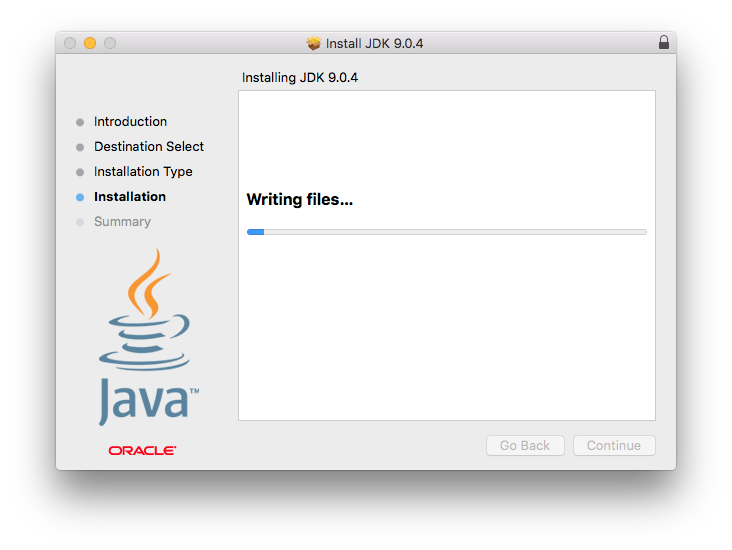 Install JDK 9.0.4
Installing JDK 9.0.4
Introduction
Destination Select
Installation Type
Installation
Summary
Writing files...
Java™
ORACLE®
Go Back
Continue